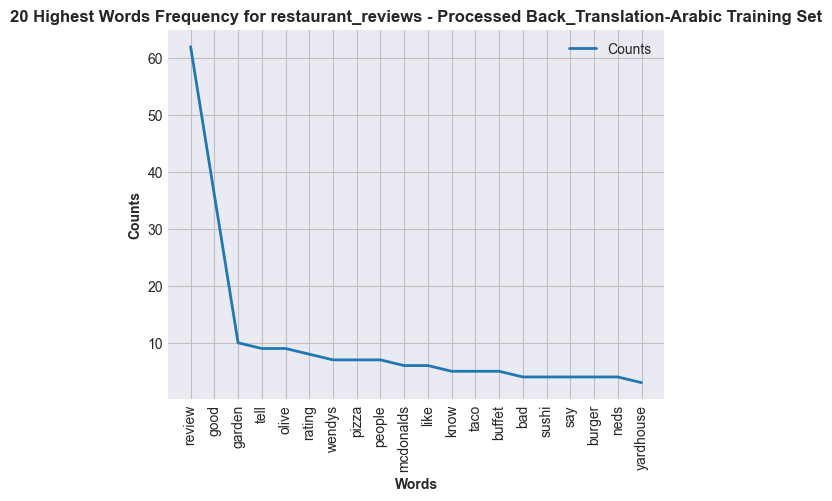 20 Highest Words Frequency for restaurant_reviews - Processed Back_Translation-Arabic Training Set
Counts
60
50
40
30
20
10
Counts
review
good
garden
tell
olive
rating
wendys
pizza
people
mcdonalds
like
know
taco
buffet
bad
sushi
say
burger
neds
yardhouse
Words